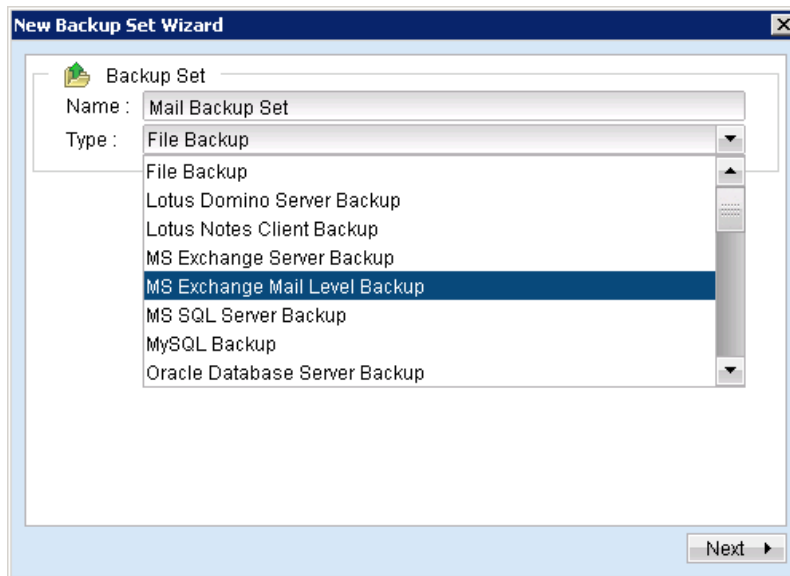 New Backup Set Wizard
Backup Set
Name : Mail Backup Set
Type : File Backup
File Backup
Lotus Domino Server Backup
Lotus Notes Client Backup
MS Exchange Server Backup
MS Exchange Mail Level Backup
MS SQL Server Backup
MySQL Backup
Oracle Database Server Backup
Next